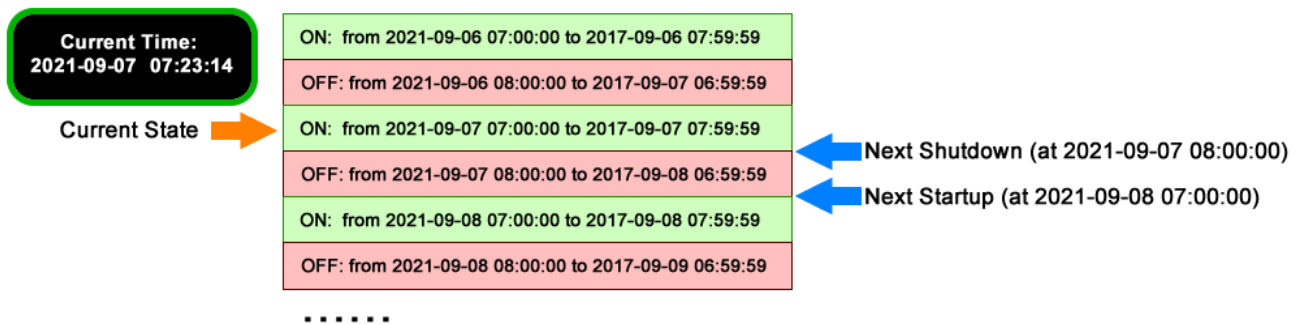 Current Time:
2021-09-07 07:23:14
ON: from 2021-09-06 07:00:00 to 2017-09-06 07:59:59
OFF: from 2021-09-06 08:00:00 to 2017-09-07 06:59:59
Current State
ON: from 2021-09-07 07:00:00 to 2017-09-07 07:59:59
Next Shutdown (at 2021-09-07 08:00:00)
OFF: from 2021-09-07 08:00:00 to 2017-09-08 06:59:59
Next Startup (at 2021-09-08 07:00:00)
ON: from 2021-09-08 07:00:00 to 2017-09-08 07:59:59
OFF: from 2021-09-08 08:00:00 to 2017-09-09 06:59:59
......